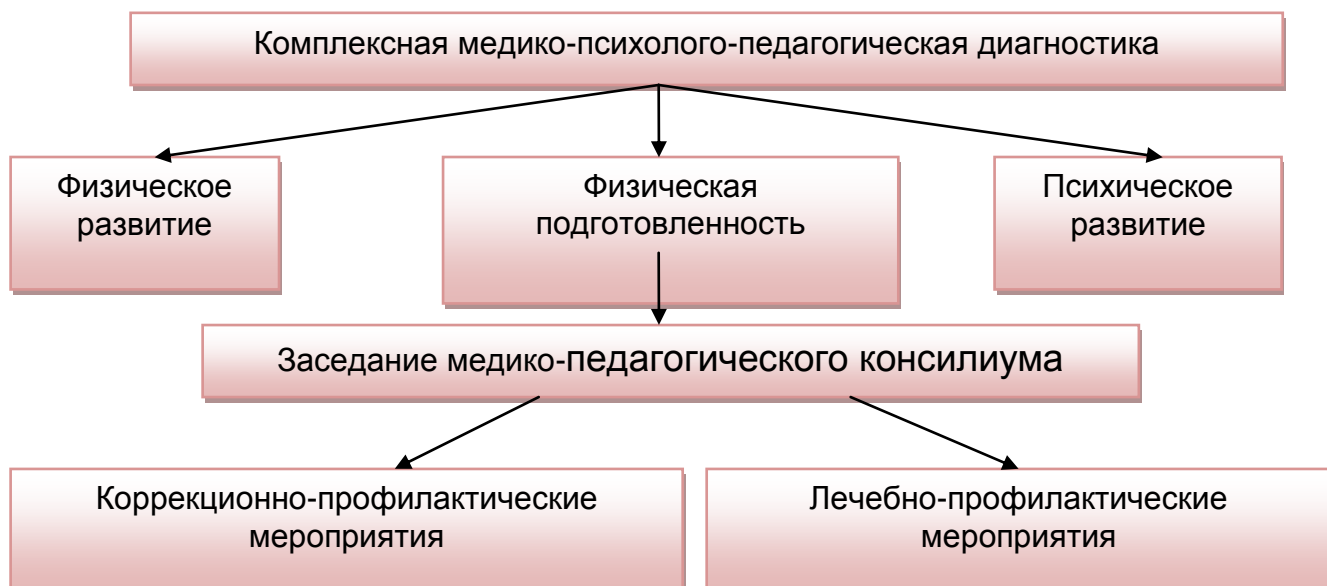 Комплексная медико-психолого-педагогическая диагностика
Физическое
развитие
Физическая
подготовленность
Психическое
развитие
Заседание медико-педагогического консилиума
Коррекционно-профилактические
мероприятия
Лечебно-профилактические
мероприятия